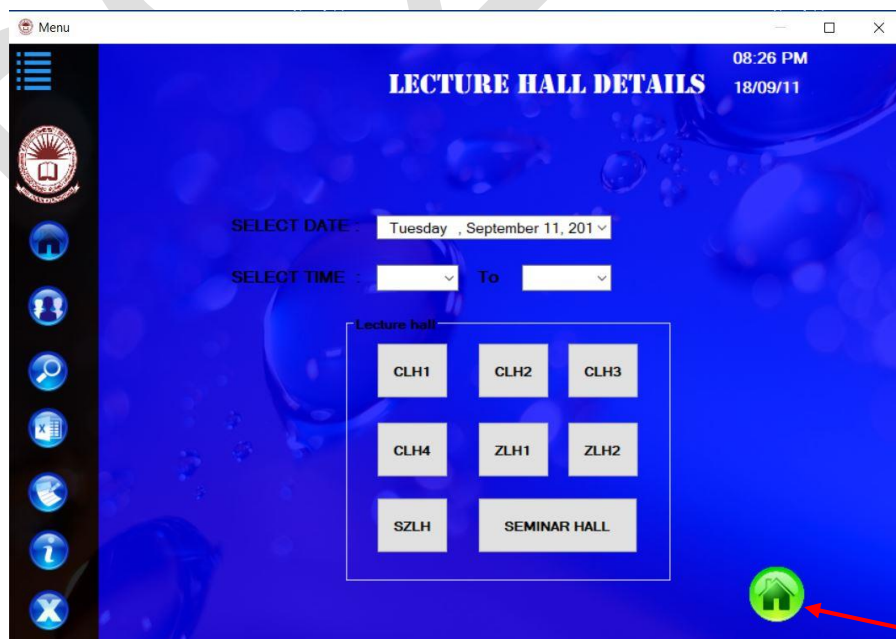 Menu
08:26 PM
LECTURE HALL DETAILS
18/09/11
SELECT DATE :
Tuesday , September 11, 201
SELECT TIME :
To
Lecture hall
CLH1
CLH2
CLH3
CLH4
ZLH1
ZLH2
SZLH
SEMINAR HALL